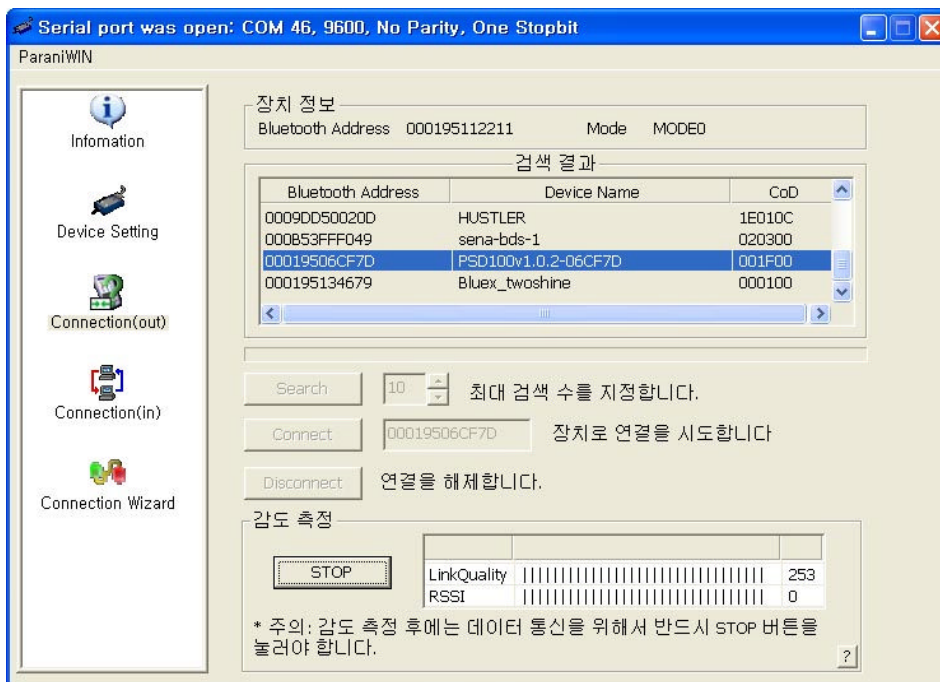 Serial port was open: COM 46, 9600, No Parity, One Stopbit
ParaniWIN
Infomation
Device Setting
Connection(out)
Connection(in)
Connection Wizard
장치 정보
Bluetooth Address 000195112211 Mode MODE0
검색 결과
Bluetooth Address Device Name CoD
0009DD50020D HUSTLER 1E010C
000B53FFF049 sena-bds-1 020300
00019506CF7D PSD100v1.0.2-06CF7D 001F00
000195134679 Bluex_twoshine 000100
Search 10 최대 검색 수를 지정합니다.
Connect 00019506CF7D 장치로 연결을 시도합니다
Disconnect 연결을 해제합니다.
감도 측정
STOP
LinkQuality 253
RSSI 0
* 주의: 감도 측정 후에는 데이터 통신을 위해서 반드시 STOP 버튼을
눌러야 합니다.
?